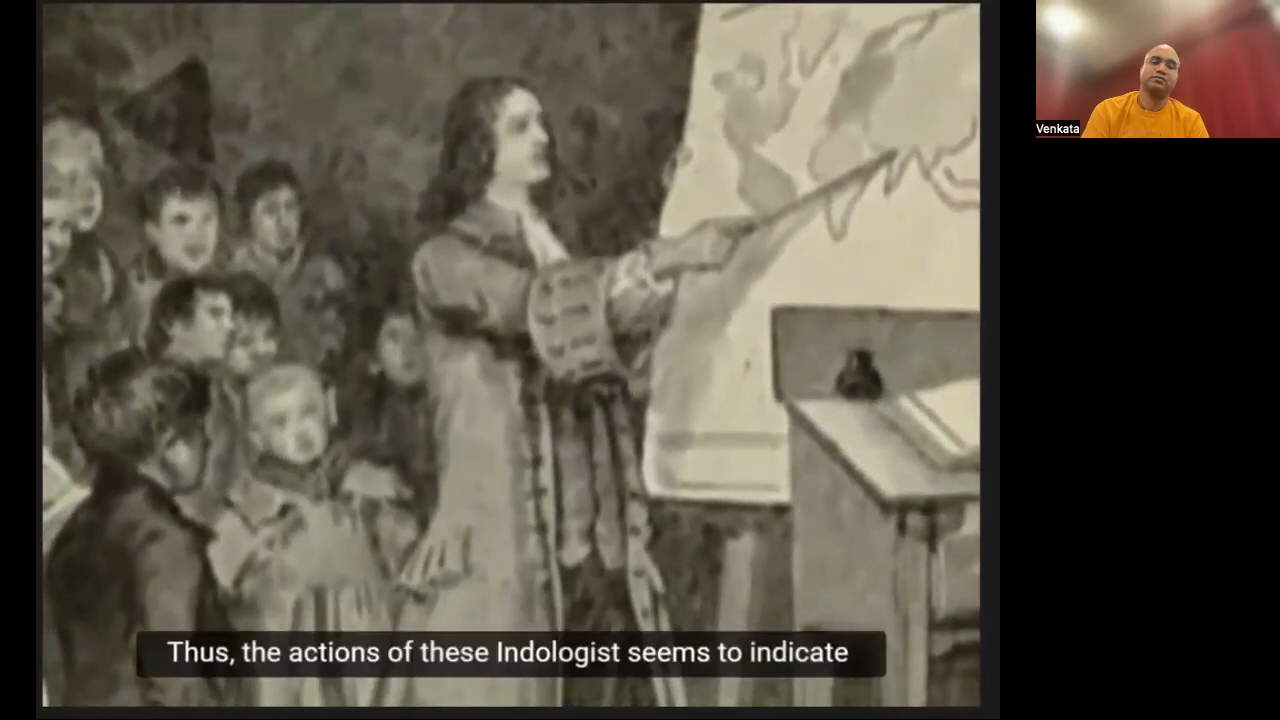 Venkata
Thus, the actions of these Indologist seems to indicate